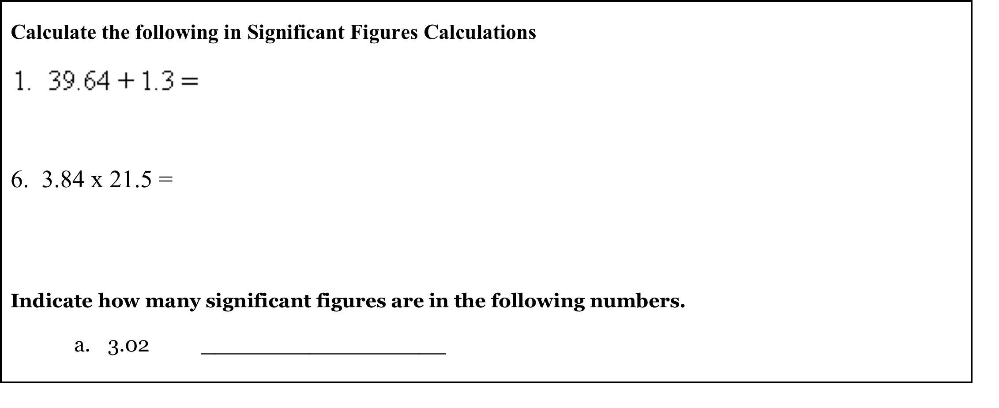 Calculate the following in Significant Figures Calculations
1. 39.64 + 1.3 =
6. 3.84 x 21.5 =
Indicate how many significant figures are in the following numbers.
a. 3.02 ____________________